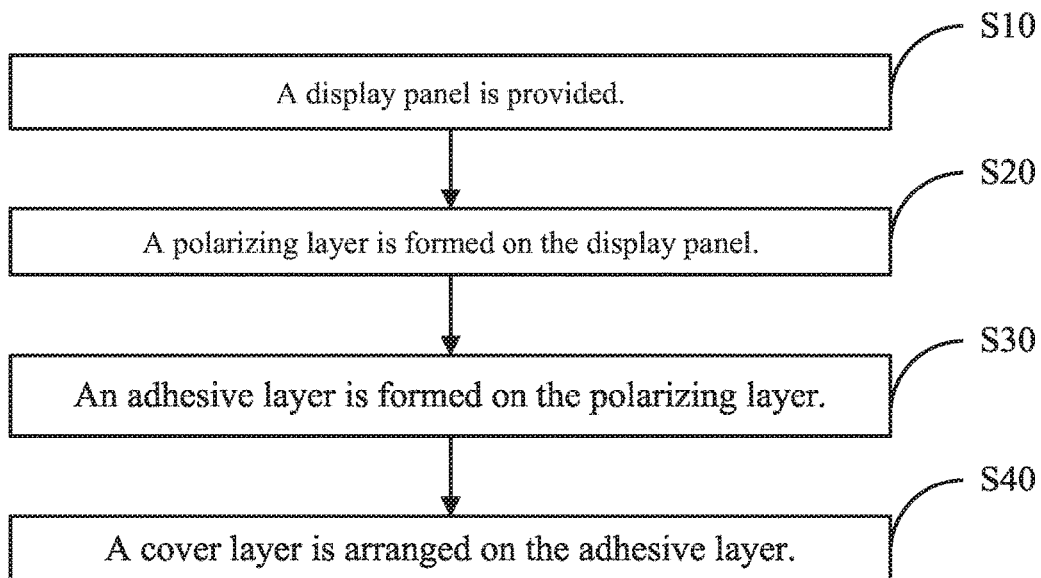 S10
A display panel is provided.
S20
A polarizing layer is formed on the display panel.
S30
An adhesive layer is formed on the polarizing layer.
S40
A cover layer is arranged on the adhesive layer.